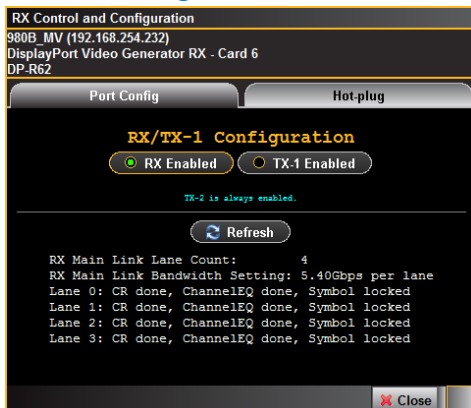 RX Control and Configuration
980B_MV (192.168.254.232)
DisplayPort Video Generator RX - Card 6
DP-R62
Port Config
Hot-plug
RX/TX-1 Configuration
RX Enabled
TX-1 Enabled
TX-2 is always enabled.
Refresh
RX Main Link Lane Count: 4
RX Main Link Bandwidth Setting: 5.40Gbps per lane
Lane 0: CR done, ChannelEQ done, Symbol locked
Lane 1: CR done, ChannelEQ done, Symbol locked
Lane 2: CR done, ChannelEQ done, Symbol locked
Lane 3: CR done, ChannelEQ done, Symbol locked
Close